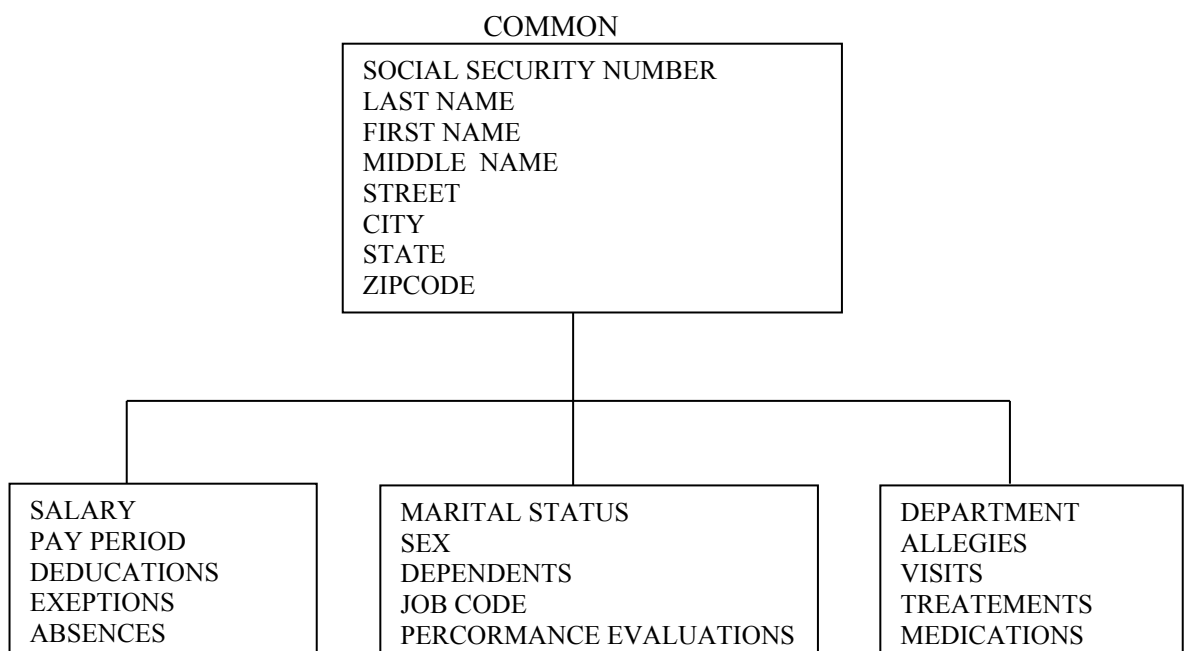 COMMON
SOCIAL SECURITY NUMBER
LAST NAME
FIRST NAME
MIDDLE  NAME
STREET
CITY
STATE
ZIPCODE
SALARY
PAY PERIOD
DEDUCATIONS
EXEPTIONS
ABSENCES
MARITAL STATUS
SEX
DEPENDENTS
JOB CODE
PERCORMANCE EVALUATIONS
DEPARTMENT
ALLEGIES
VISITS
TREATEMENTS
MEDICATIONS